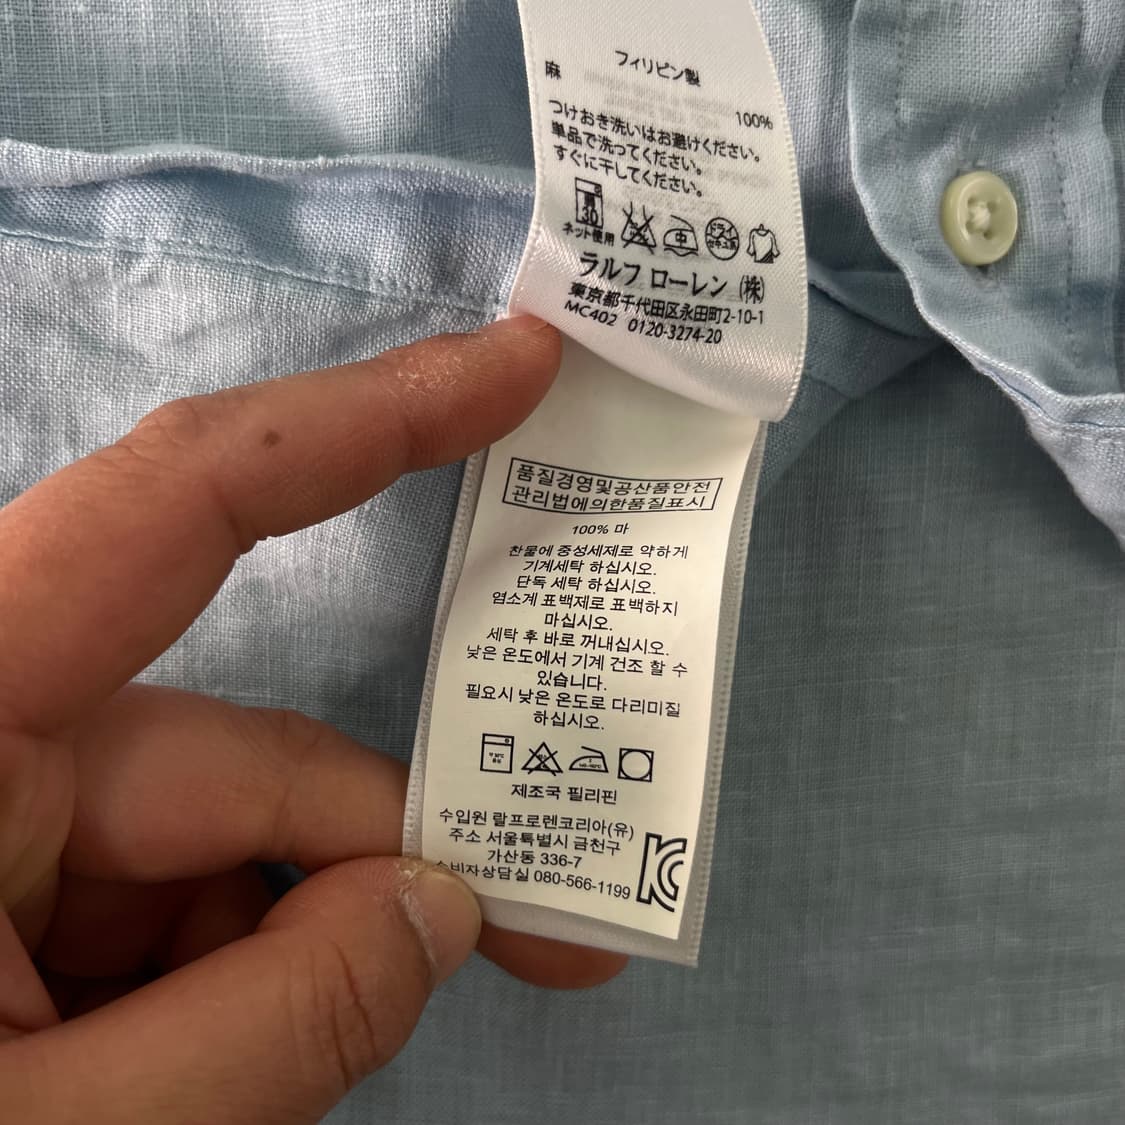 フィリピン製
麻 100%
つけおき洗いはお避けください。
単品で洗ってください。
すぐに干してください。
30 中 ドライ
ネット使用
ラルフ ローレン (株)
東京都千代田区永田町2-10-1
MC402 0120-3274-20
품질경영및공산품안전
관리법에의한품질표시
100% 마
찬물에 중성세제로 약하게
기계세탁 하십시오.
단독 세탁 하십시오.
염소계 표백제로 표백하지
마십시오.
세탁 후 바로 꺼내십시오.
낮은 온도에서 기계 건조 할 수
있습니다.
필요시 낮은 온도로 다리미질
하십시오.
제조국 필리핀
수입원 랄프로렌코리아(유)
주소 서울특별시 금천구
가산동 336-7
소비자상담실 080-566-1199